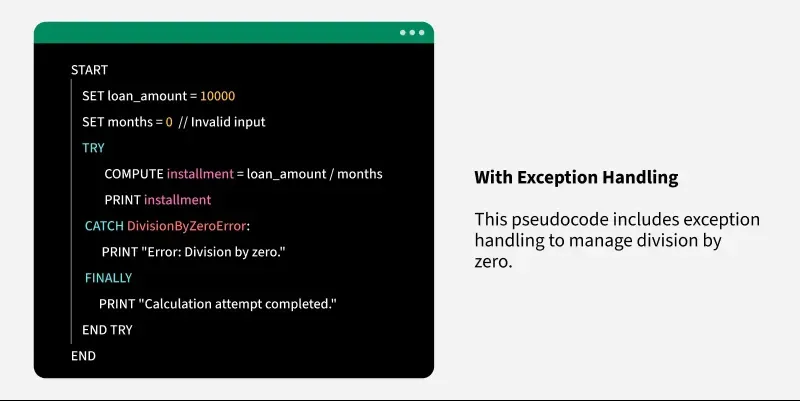 START
SET loan_amount = 10000
SET months = 0 // Invalid input
TRY
COMPUTE installment = loan_amount / months
PRINT installment
CATCH DivisionByZeroError:
PRINT "Error: Division by zero."
FINALLY
PRINT "Calculation attempt completed."
END TRY
END
With Exception Handling
This pseudocode includes exception
handling to manage division by
zero.